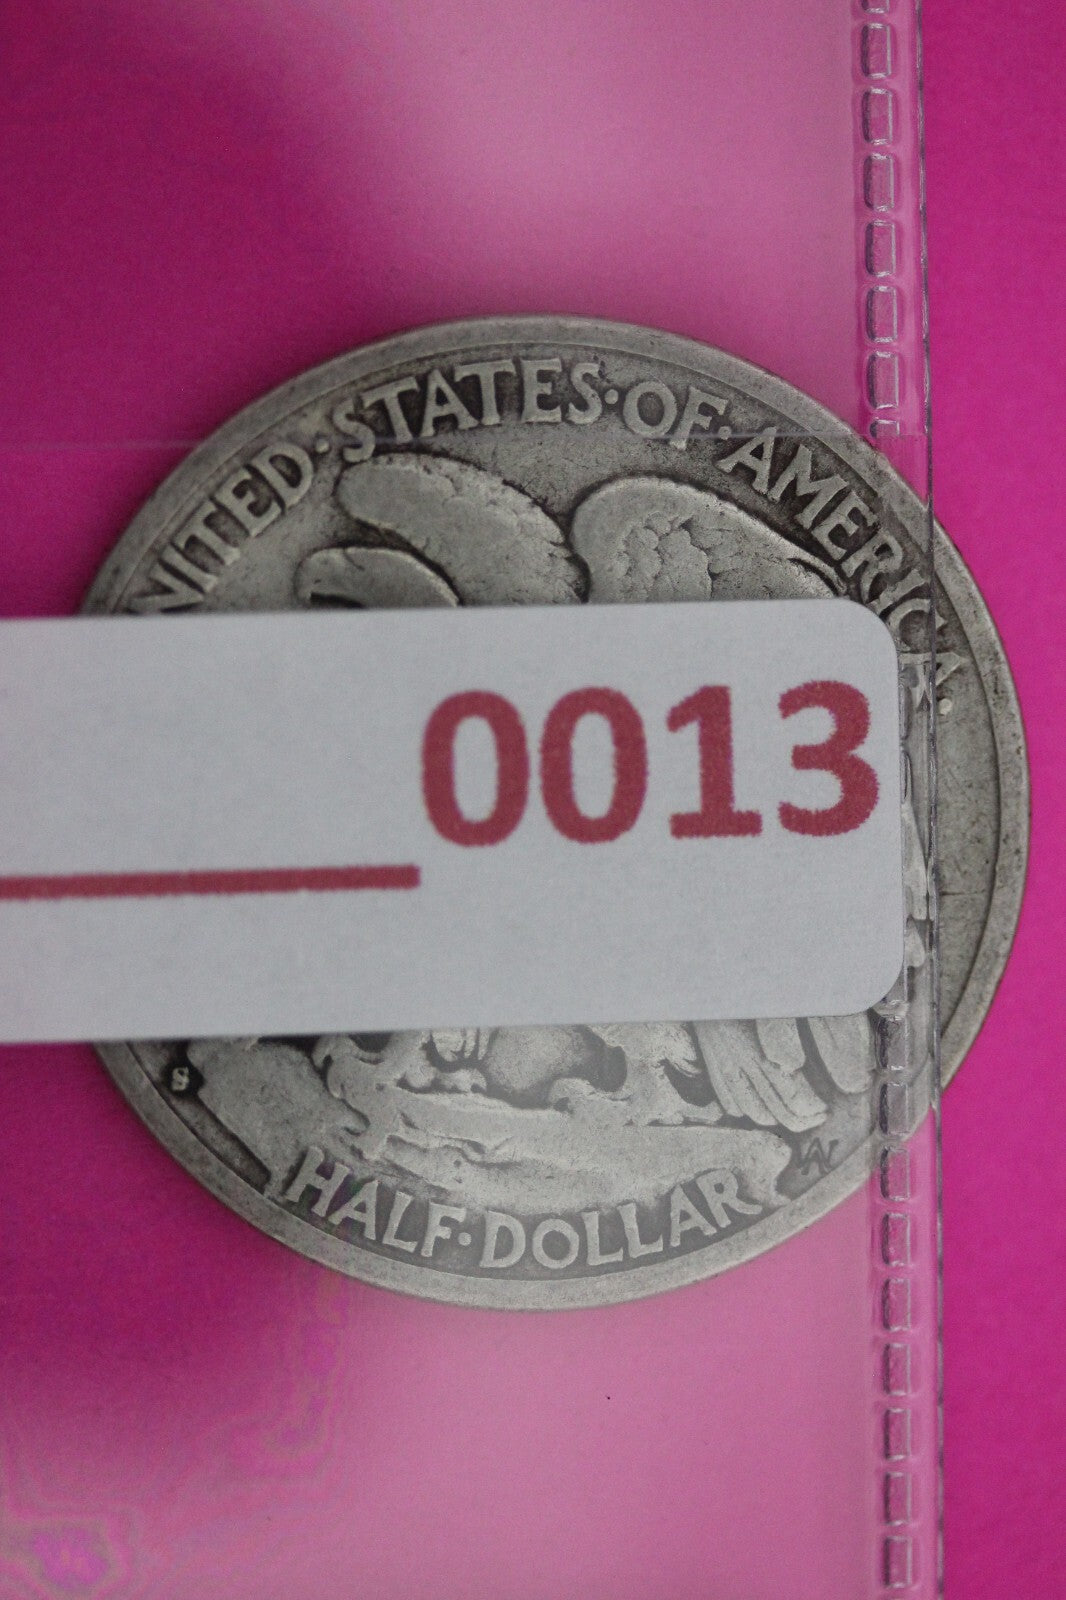 UNITED·STATES·OF·AMERICA.
0013
S
AW
HALF·DOLLAR